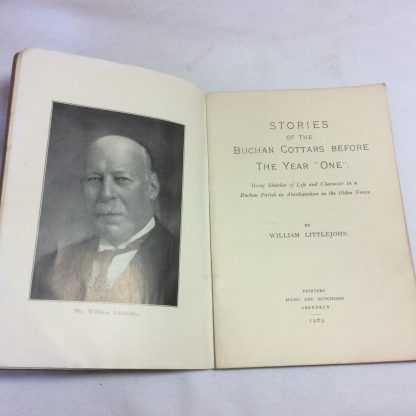 Mr. William Littlejohn.
STORIES
OF THE
BUCHAN COTTARS BEFORE
THE YEAR "ONE":
Being Sketches of Life and Character in a
Buchan Parish in Aberdeenshire in the Olden Times
BY
WILLIAM LITTLEJOHN
PRINTERS
MILNE AND HUTCHISON
ABERDEEN
1929